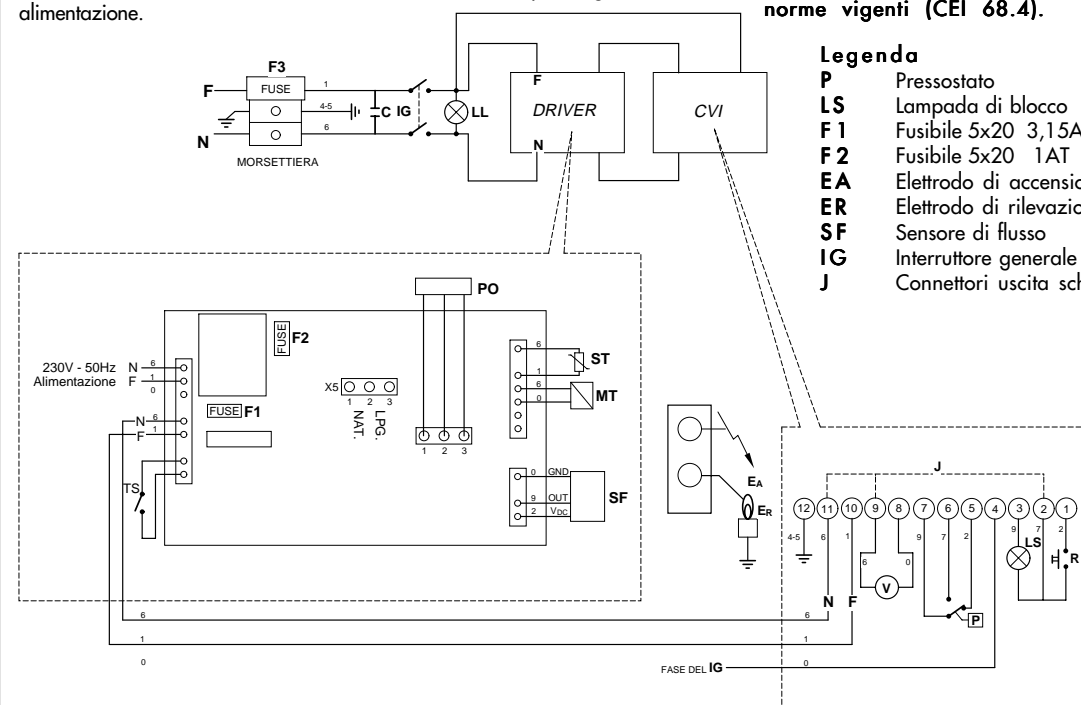 alimentazione.
norme vigenti (CEI 68.4).
Legenda
P Pressostato
LS Lampada di blocco
F1 Fusibile 5x20 3,15A
F2 Fusibile 5x20 1AT
EA Elettrodo di
ER Elettrodo di
SF Sensore di flusso
IG Interruttore generale
J Connettori uscita
F3
F FUSE 1
4-5 C IG LL
N 6
MORSETTIERA
F DRIVER CVI
N
PO
FUSE F2
230V - 50Hz N 6
Alimentazione F 1
0
FUSE F1
X5
1 2 3
NAT. LPG.
1 2 3
N 6
F 1
TS
6 ST
1
6 MT
0
0 GND
9 OUT SF
2 VDC
EA
ER
J
12 11 10 9 8 7 6 5 4 3 2 1
4-5 6 1 9 7 2 9 7 2
LS R
6 0
V
N F
P
6 6
1 1
0 0
FASE DEL IG